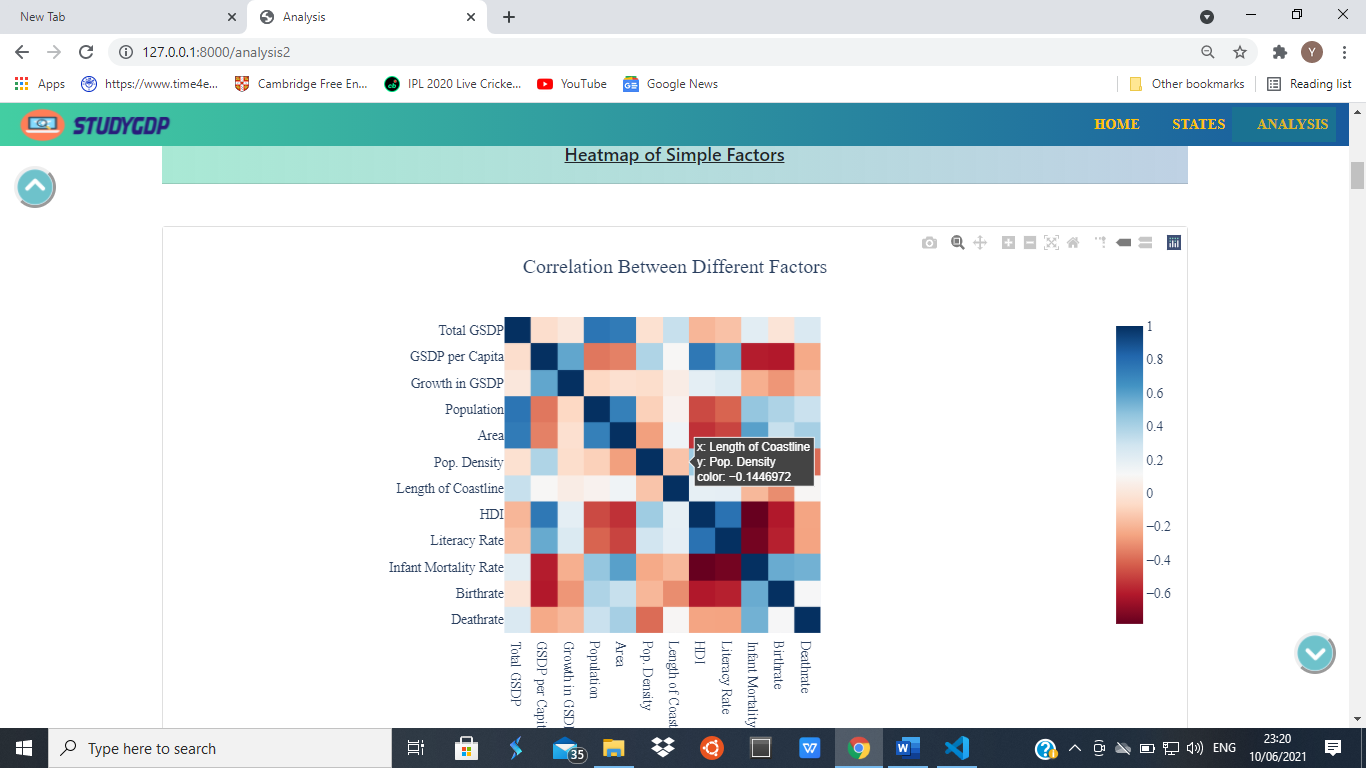 New Tab
Analysis
127.0.0.1:8000/analysis2
Y
Apps
https://www.time4e...
Cambridge Free En...
IPL 2020 Live Cricke...
YouTube
Google News
Other bookmarks
Reading list
STUDYGDP
HOME
STATES
ANALYSIS
Heatmap of Simple Factors
Correlation Between Different Factors
Total GSDP
GSDP per Capita
Growth in GSDP
Population
Area
Pop. Density
Length of Coastline
HDI
Literacy Rate
Infant Mortality Rate
Birthrate
Deathrate
x: Length of Coastline
y: Pop. Density
color: −0.1446972
1
0.8
0.6
0.4
0.2
0
−0.2
−0.4
−0.6
Total GSDP
GSDP per Capit
Growth in GSD
Population
Area
Pop. Density
Length of Coast
HDI
Literacy Rate
Infant Mortality
Birthrate
Deathrate
Type here to search
35
ENG
23:20
10/06/2021